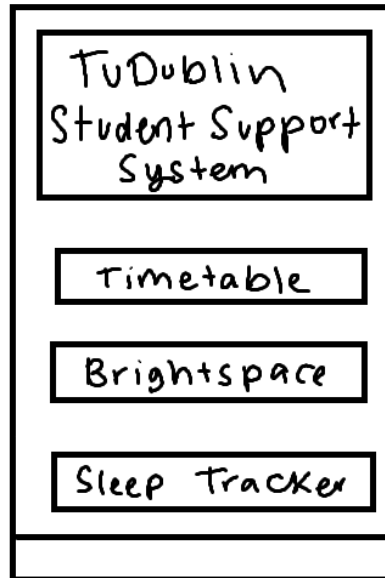 TuDublin
Student Support
System
Timetable
Brightspace
Sleep Tracker